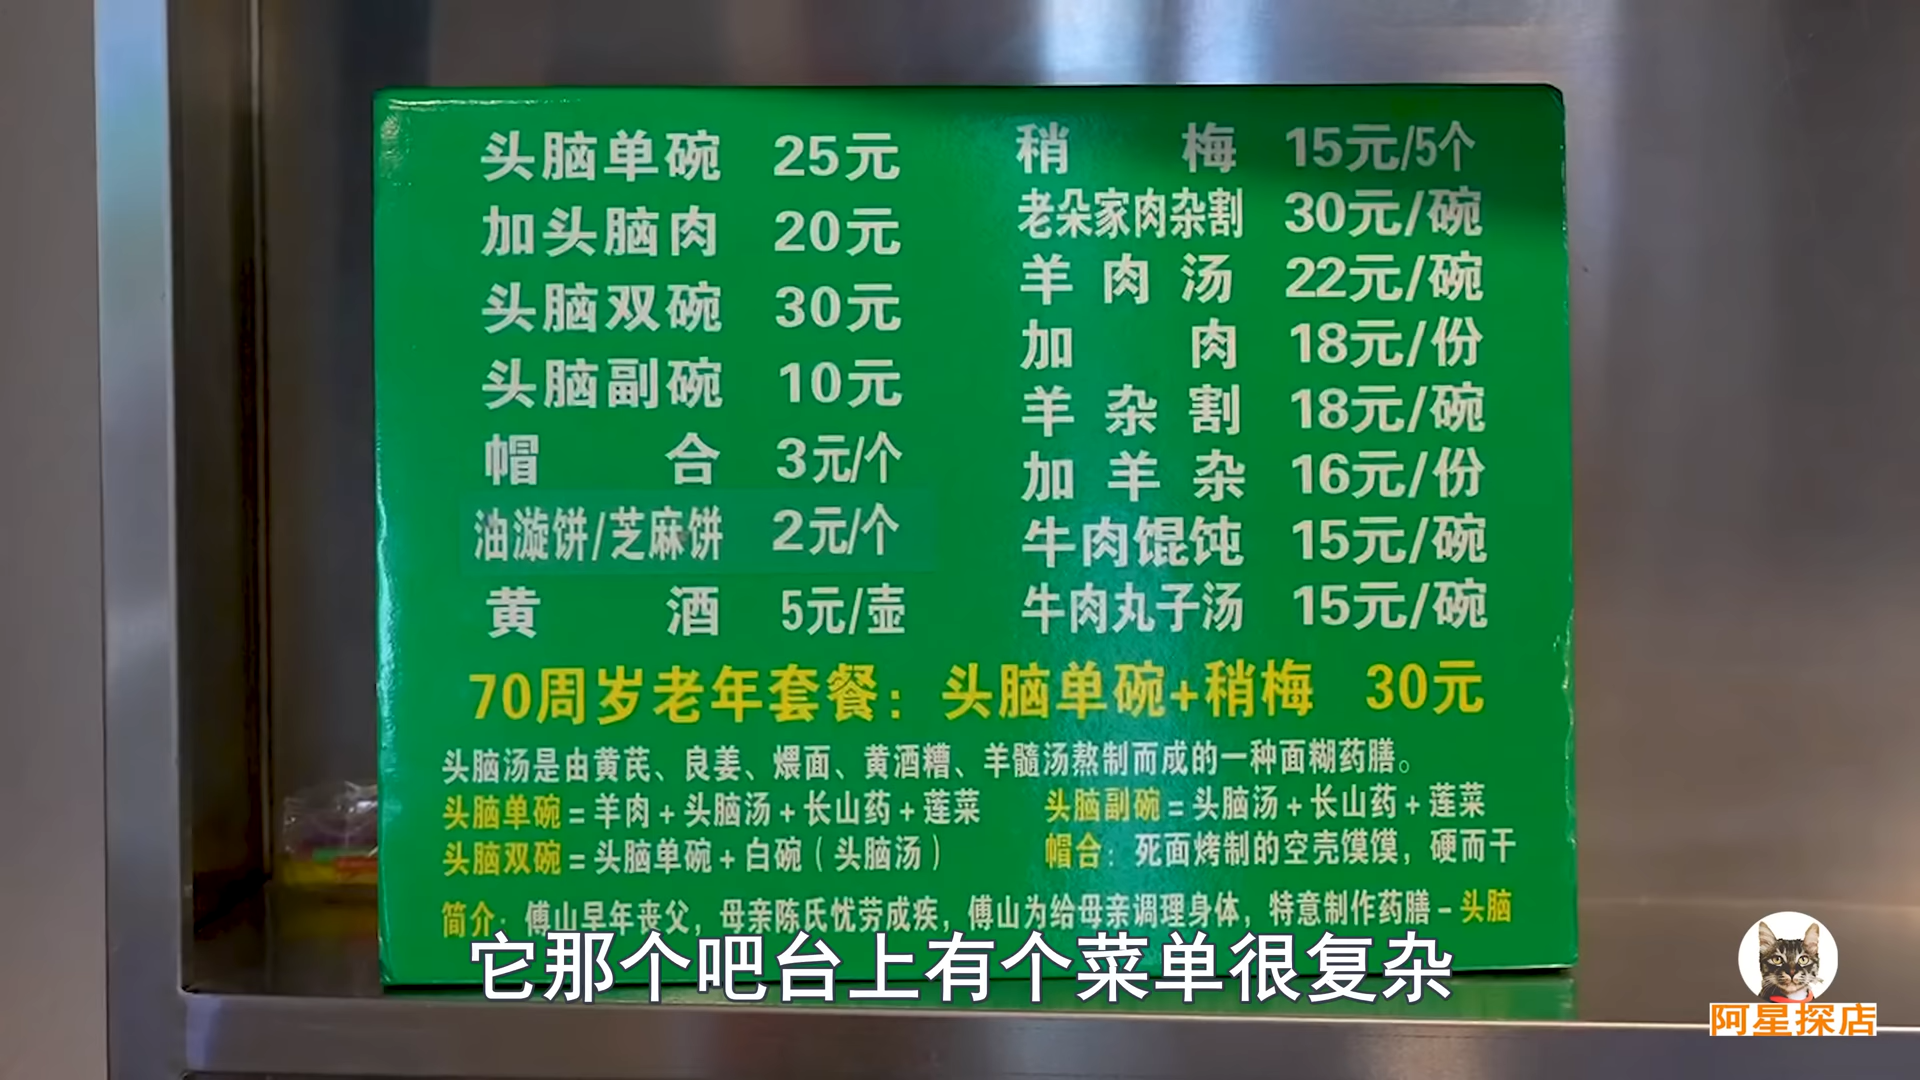 头脑单碗 25元
加头脑肉 20元
头脑双碗 30元
头脑副碗 10元
帽合 3元/个
油漩饼/芝麻饼 2元/个
黄酒 5元/壶
稍梅 15元/5个
老朵家肉杂割 30元/碗
羊肉汤 22元/碗
加肉 18元/份
羊杂割 18元/碗
加羊杂 16元/份
牛肉馄饨 15元/碗
牛肉丸子汤 15元/碗
70周岁老年套餐：头脑单碗+稍梅 30元
头脑汤是由黄芪、良姜、煨面、黄酒糟、羊髓汤熬制而成的一种面糊药膳。
头脑单碗=羊肉+头脑汤+长山药+莲菜
头脑副碗=头脑汤+长山药+莲菜
头脑双碗=头脑单碗+白碗（头脑汤）
帽合：死面烤制的空壳馍馍，硬而干
简介：傅山早年丧父，母亲陈氏忧劳成疾，傅山为给母亲调理身体，特意制作药膳-头脑
它那个吧台上有个菜单很复杂
阿星探店